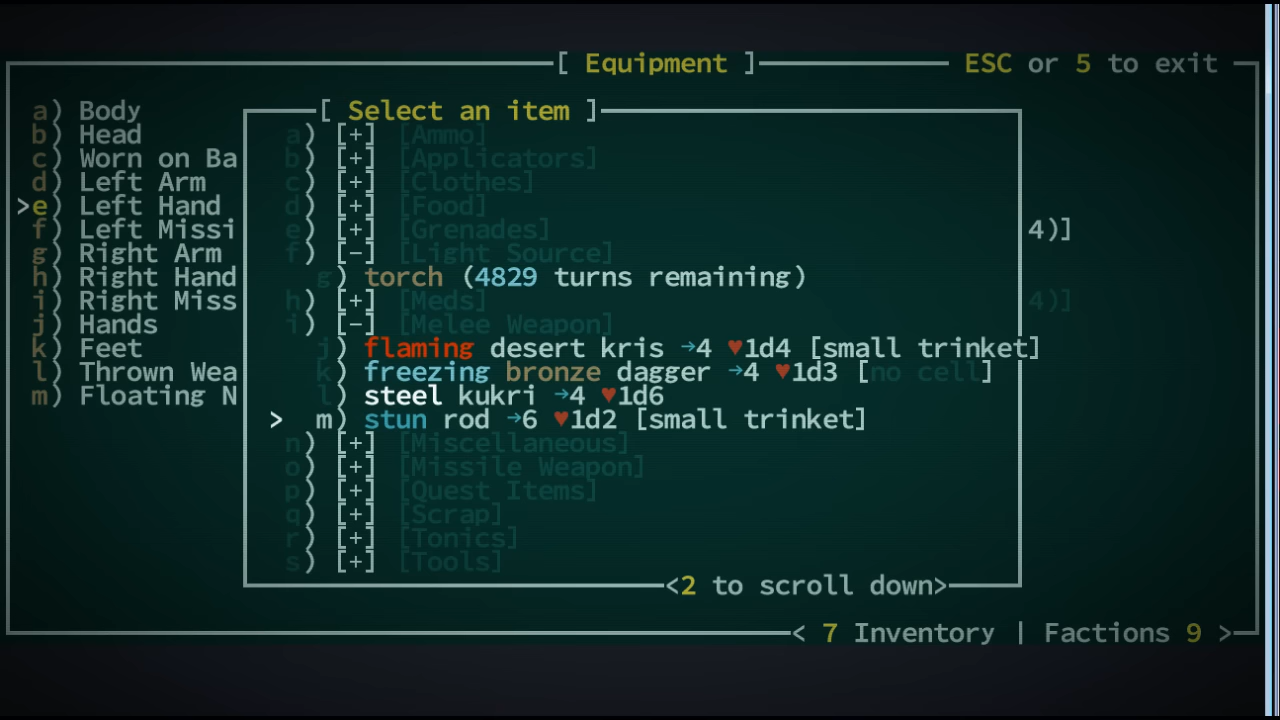 [ Equipment ] ESC or 5 to exit
a) Body
b) Head
c) Worn on Ba
d) Left Arm
>e) Left Hand
f) Left Missi 4)]
g) Right Arm
h) Right Hand
i) Right Miss 4)]
j) Hands
k) Feet
l) Thrown Wea
m) Floating N
[ Select an item ]
a) [+] [Ammo]
b) [+] [Applicators]
c) [+] [Clothes]
d) [+] [Food]
e) [+] [Grenades]
f) [-] [Light Source]
g) torch (4829 turns remaining)
h) [+] [Meds]
i) [-] [Melee Weapon]
j) flaming desert kris →4 ♥1d4 [small trinket]
k) freezing bronze dagger →4 ♥1d3 [no cell]
l) steel kukri →4 ♥1d6
> m) stun rod →6 ♥1d2 [small trinket]
n) [+] [Miscellaneous]
o) [+] [Missile Weapon]
p) [+] [Quest Items]
q) [+] [Scrap]
r) [+] [Tonics]
s) [+] [Tools]
<2 to scroll down>
< 7 Inventory | Factions 9 >